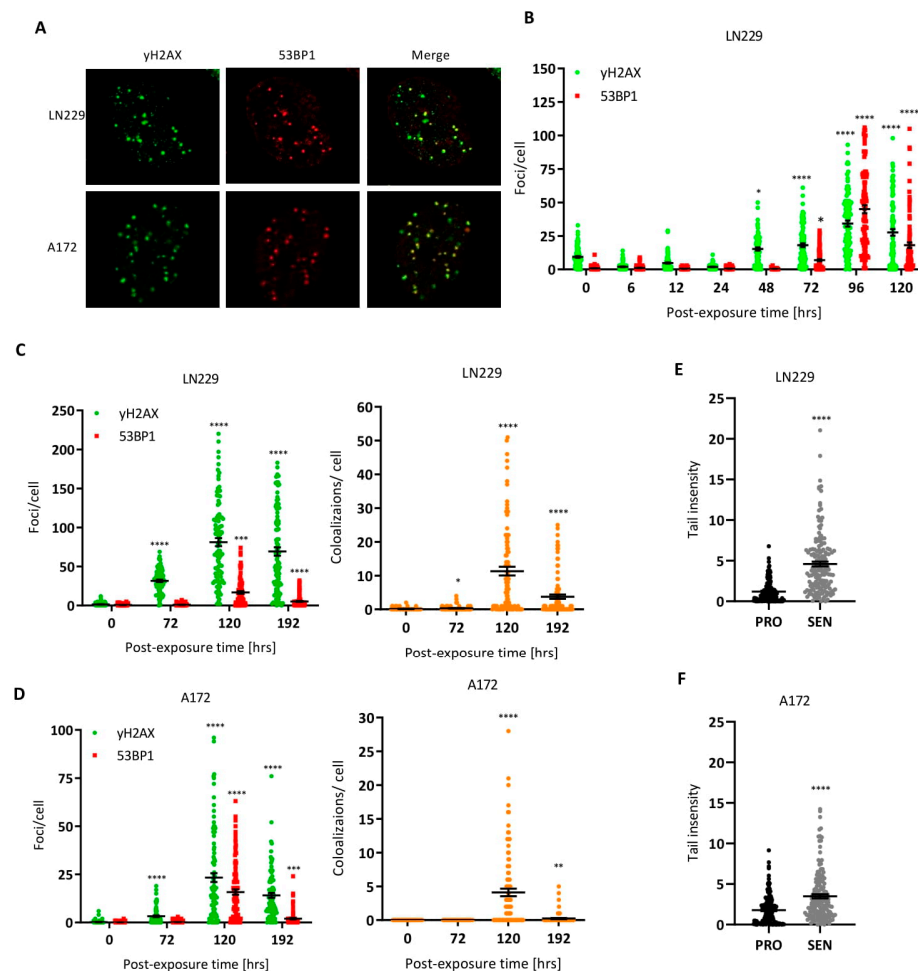 A
yH2AX 53BP1 Merge
LN229
A172
B
LN229
yH2AX
53BP1
Foci/cell
150
125
100
75
50
25
0
* **** * **** **** **** ****
0 6 12 24 48 72 96 120
Post-exposure time [hrs]
C
LN229
yH2AX
53BP1
Foci/cell
250
200
150
100
50
0
**** **** *** **** ****
0 72 120 192
Post-exposure time [hrs]
LN229
Coloalizaions/ cell
60
50
40
30
20
10
0
* **** ****
0 72 120 192
Post-exposure time [hrs]
E
LN229
Tail insensity
25
20
15
10
5
0
****
PRO SEN
D
A172
yH2AX
53BP1
Foci/cell
100
75
50
25
0
**** **** **** **** ***
0 72 120 192
Post-exposure time [hrs]
A172
Coloalizaions/ cell
30
25
20
15
10
5
0
**** **
0 72 120 192
Post-exposure time [hrs]
F
A172
Tail insensity
25
20
15
10
5
0
****
PRO SEN